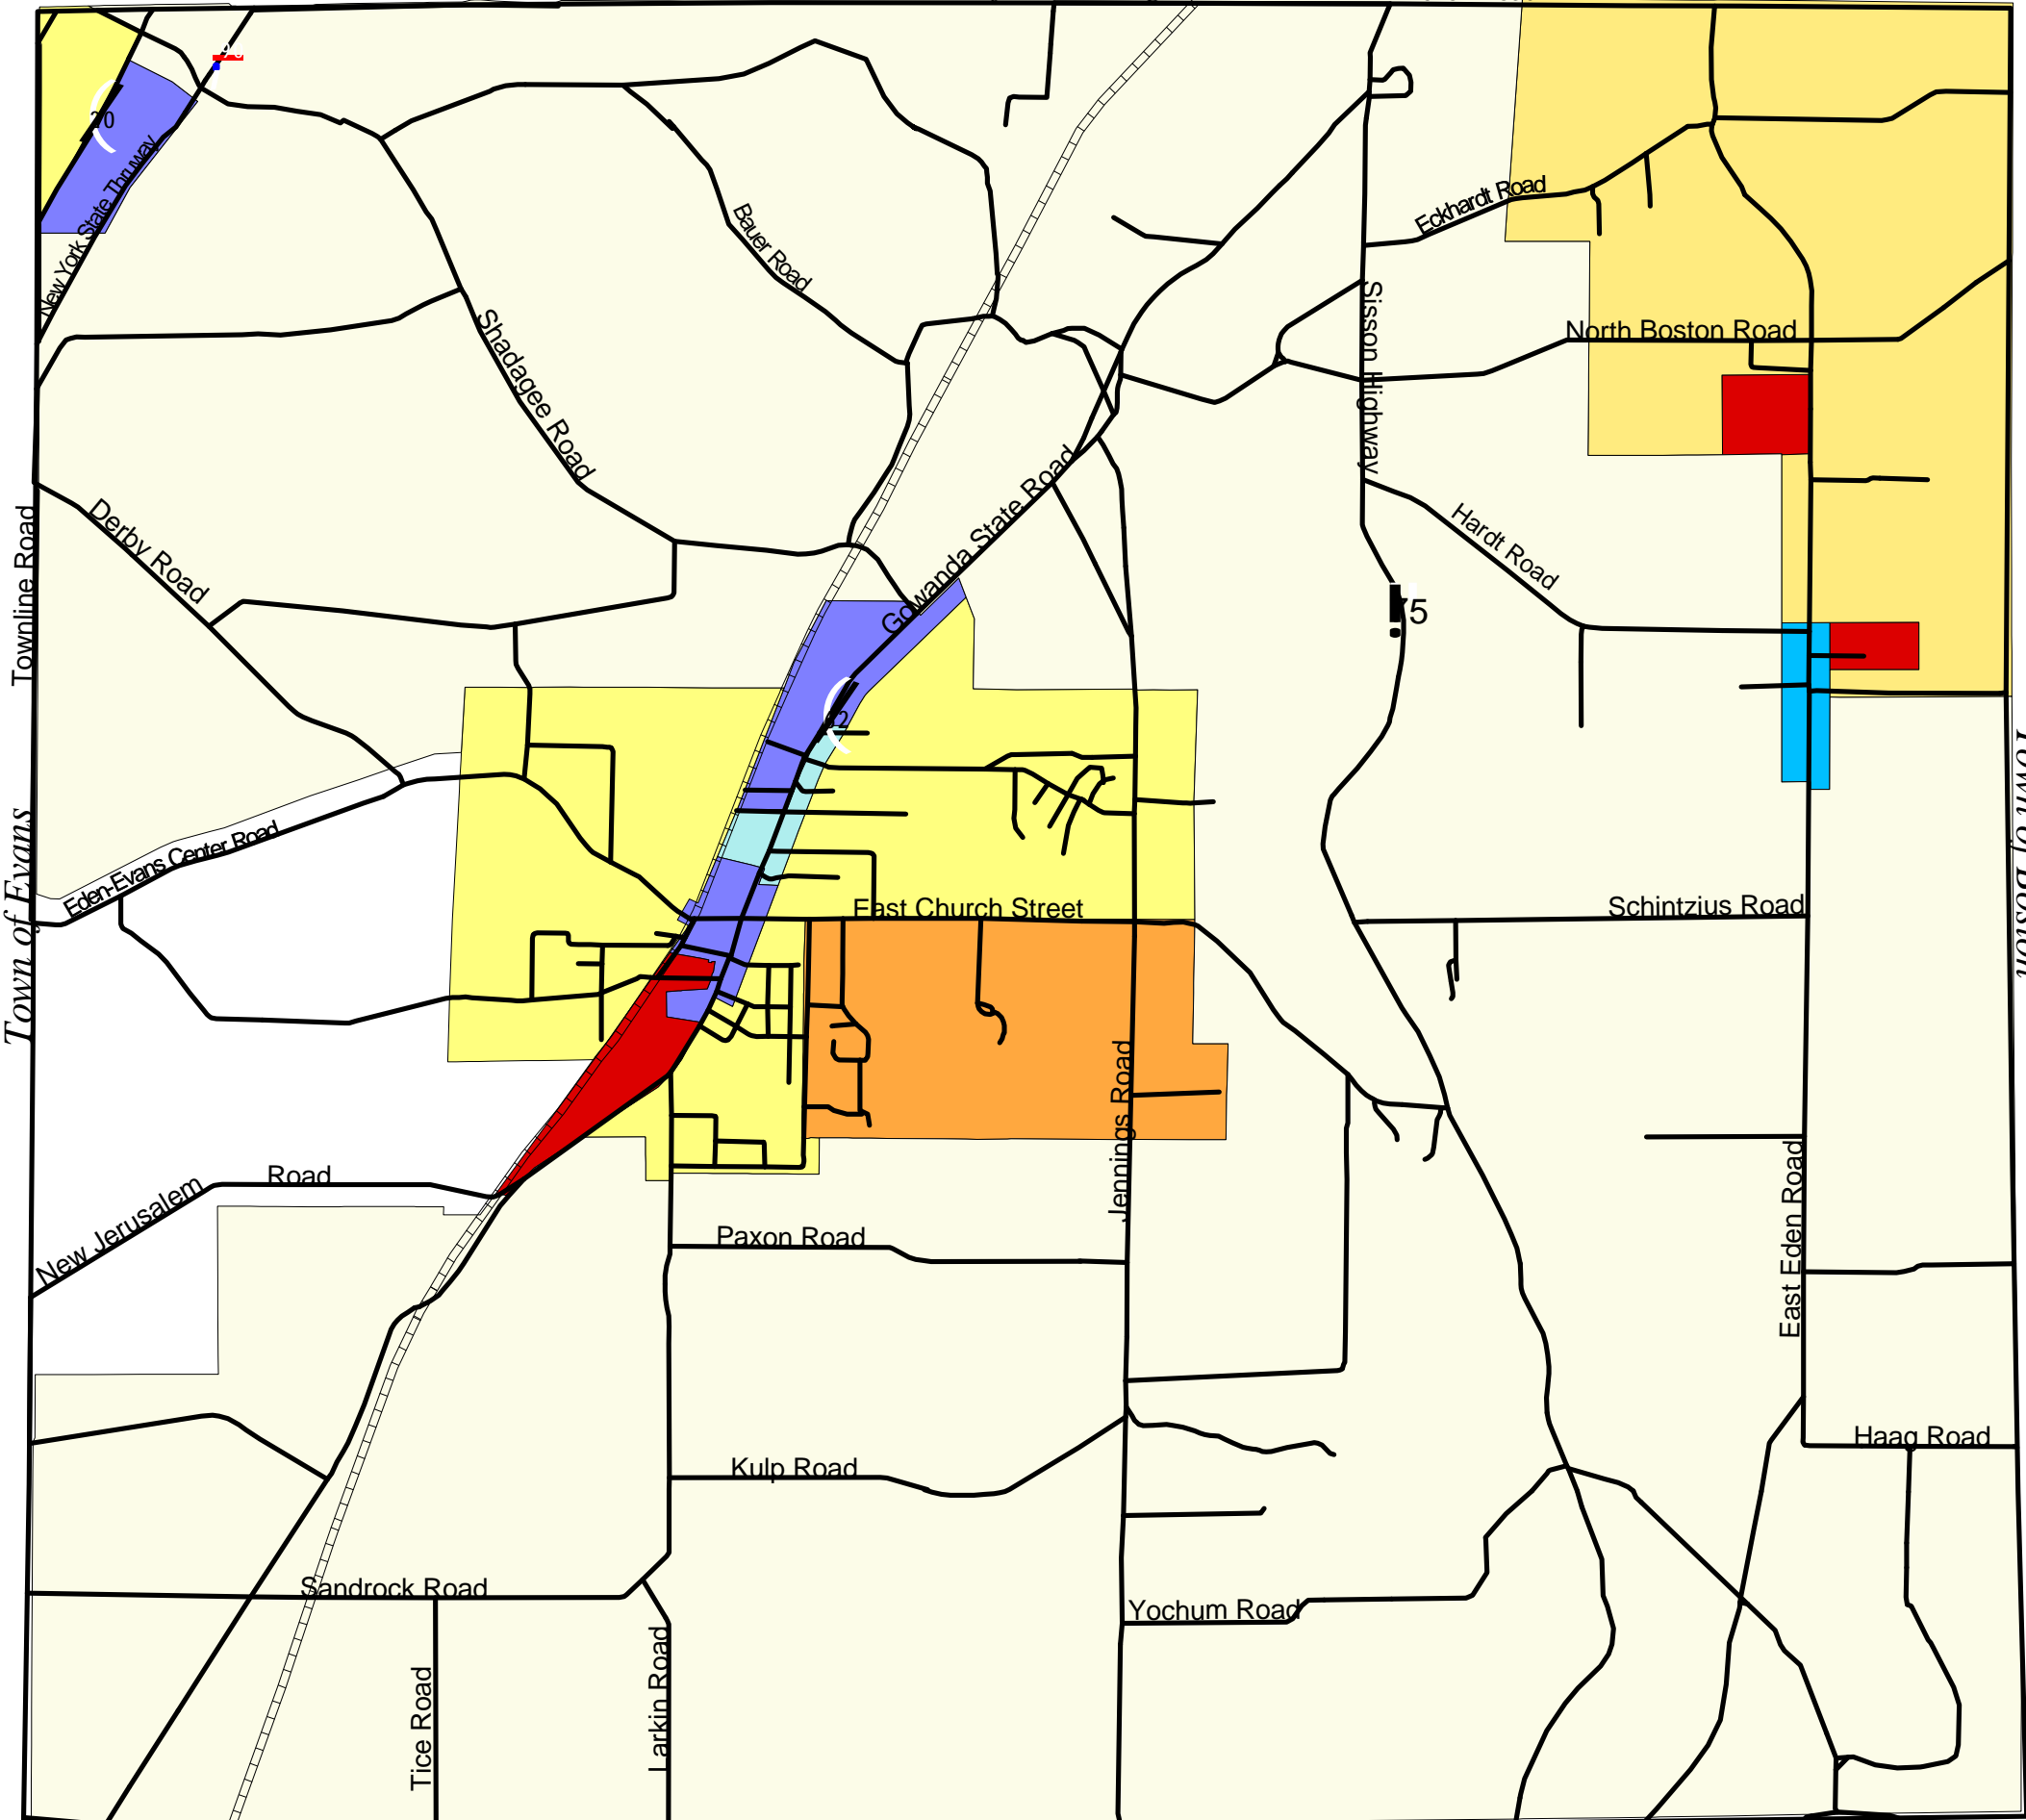 20
New York State Thruway
Bauer Road
Eckhardt Road
Sisson Highway
North Boston Road
Shadagee Road
Derby Road
Townline Road
Gowanda State Road
Hardt Road
75
62
Eden-Evans Center Road
Town of Evans
Town of Boston
East Church Street
Schintzius Road
Jennings Road
New Jerusalem Road
Paxon Road
East Eden Road
Haag Road
Kulp Road
Sandrock Road
Yochum Road
Tice Road
Larkin Road